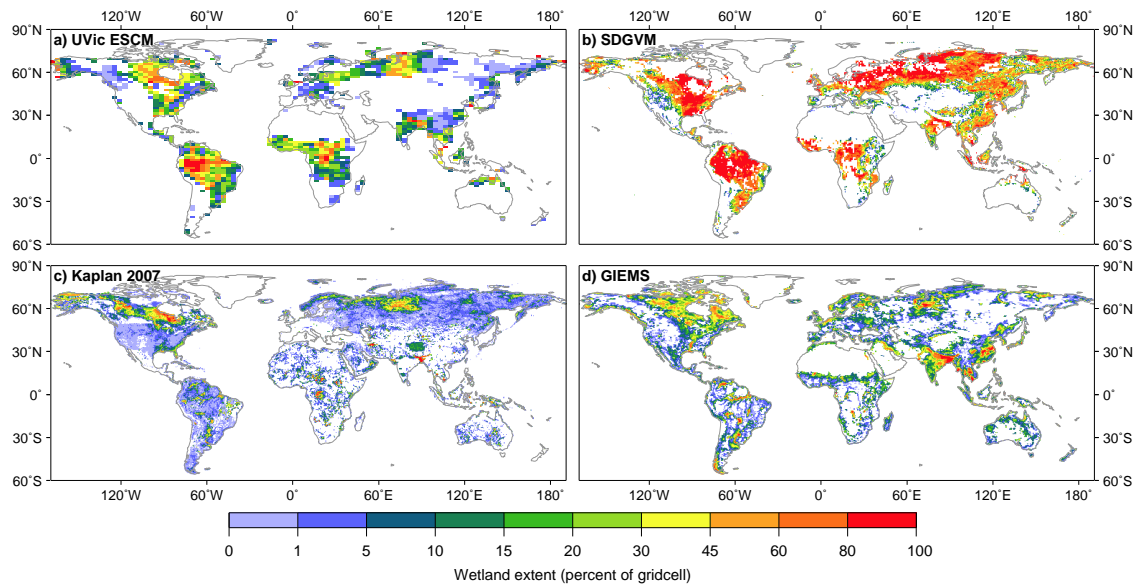 120˚W 60˚W 0˚ 60˚E 120˚E 180˚ 120˚W 60˚W 0˚ 60˚E 120˚E 180˚
90˚N a) UVic ESCM b) SDGVM 90˚N
60˚N 60˚N
30˚N 30˚N
0˚ 0˚
30˚S 30˚S
60˚S 60˚S
90˚N c) Kaplan 2007 d) GIEMS 90˚N
60˚N 60˚N
30˚N 30˚N
0˚ 0˚
30˚S 30˚S
60˚S 60˚S
120˚W 60˚W 0˚ 60˚E 120˚E 180˚ 120˚W 60˚W 0˚ 60˚E 120˚E 180˚
0 1 5 10 15 20 30 45 60 80 100
Wetland extent (percent of gridcell)